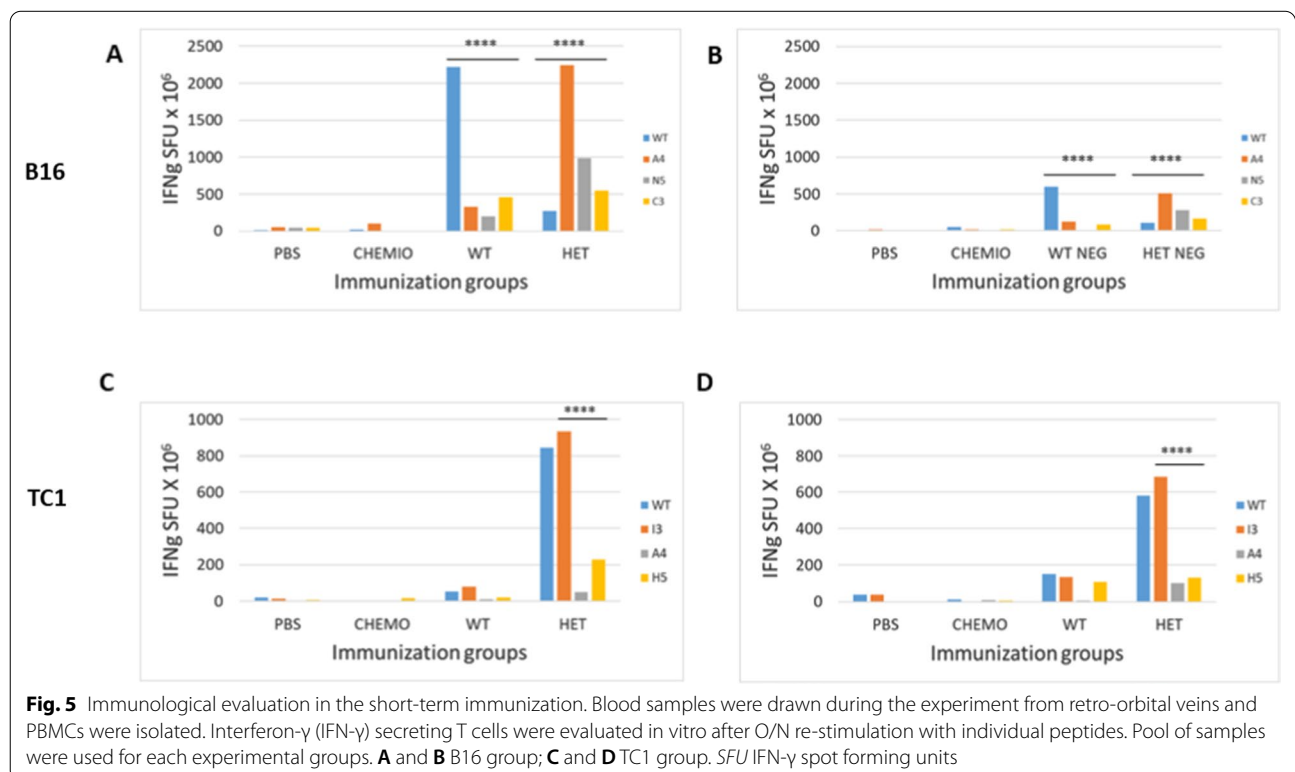 A
B
B16
2500
2000
1500
1000
500
0
IFNg SFU x 10⁶
****
****
WT
A4
N5
C3
PBS
CHEMIO
WT
HET
Immunization groups
2500
2000
1500
1000
500
0
IFNg SFU x 10⁶
****
****
WT
A4
N5
C3
PBS
CHEMIO
WT NEG
HET NEG
Immunization groups
C
D
TC1
1000
800
600
400
200
0
IFNg SFU X 10⁶
****
WT
I3
A4
H5
PBS
CHEMO
WT
HET
Immunization groups
1000
800
600
400
200
0
IFNg SFU X 10⁶
****
WT
I3
A4
H5
PBS
CHEMO
WT
HET
Immunization groups
Fig. 5 Immunological evaluation in the short-term immunization. Blood samples were drawn during the experiment from retro-orbital veins and
PBMCs were isolated. Interferon-γ (IFN-γ) secreting T cells were evaluated in vitro after O/N re-stimulation with individual peptides. Pool of samples
were used for each experimental groups. A and B B16 group; C and D TC1 group. SFU IFN-γ spot forming units